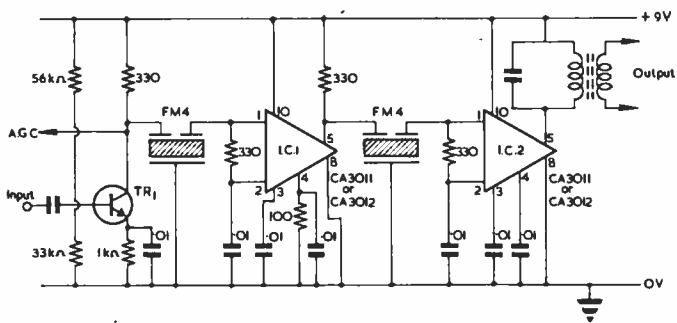 +9V
56kΩ
330
FM4
A.G.C
Input
TR1
33kΩ
1kΩ
·01
1
10
330
2
3
4
I.C.1
5
8
CA3011
or
CA3012
·01
·01
100
·01
330
FM4
1
10
330
2
3
4
I.C.2
5
8
CA3011
or
CA3012
·01
·01
·01
Output
0V